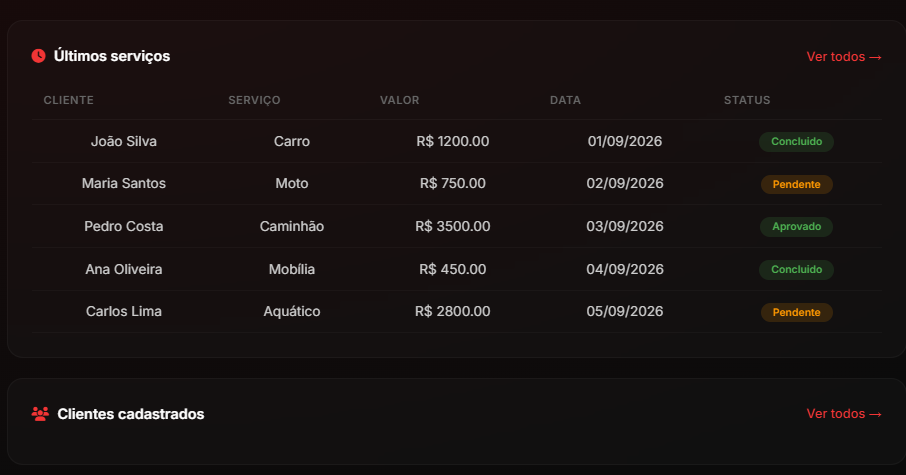 Últimos serviços Ver todos →
CLIENTE SERVIÇO VALOR DATA STATUS
João Silva Carro R$ 1200.00 01/09/2026 Concluido
Maria Santos Moto R$ 750.00 02/09/2026 Pendente
Pedro Costa Caminhão R$ 3500.00 03/09/2026 Aprovado
Ana Oliveira Mobília R$ 450.00 04/09/2026 Concluido
Carlos Lima Aquático R$ 2800.00 05/09/2026 Pendente
Clientes cadastrados Ver todos →